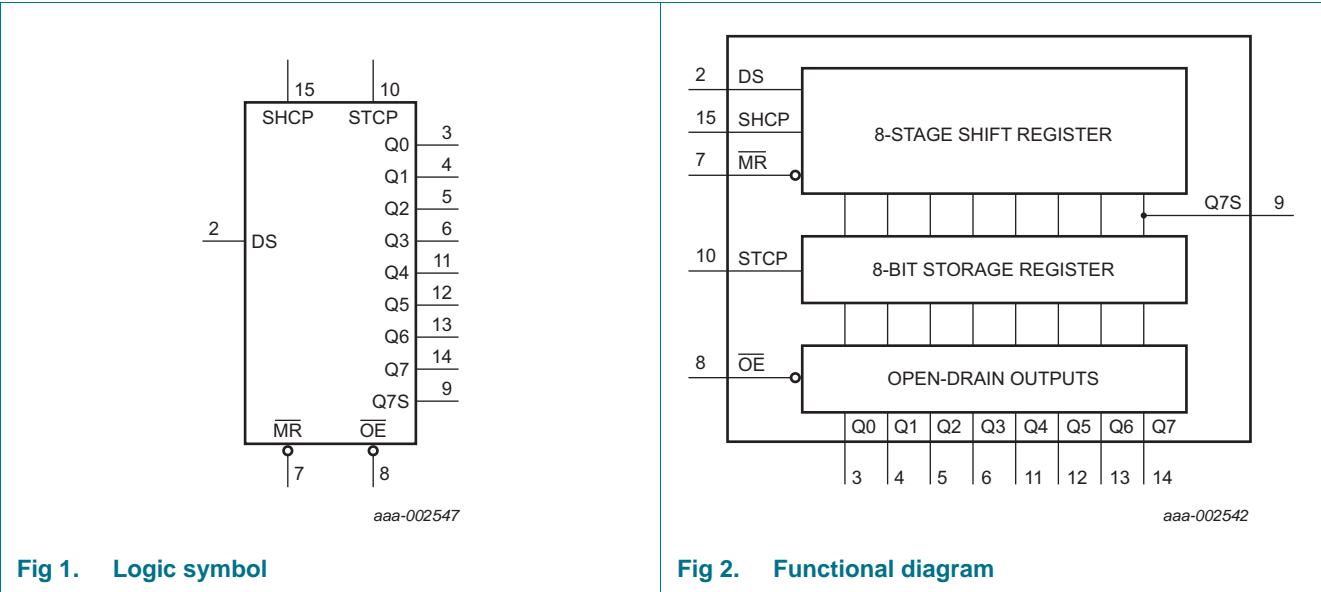 15
10
SHCP
STCP
Q0
3
Q1
4
Q2
5
Q3
6
2
DS
Q4
11
Q5
12
Q6
13
Q7
14
Q7S
9
MR
OE
7
8
aaa-002547
Fig 1. Logic symbol
2
DS
15
SHCP
8-STAGE SHIFT REGISTER
7
MR
Q7S
9
10
STCP
8-BIT STORAGE REGISTER
8
OE
OPEN-DRAIN OUTPUTS
Q0 Q1 Q2 Q3 Q4 Q5 Q6 Q7
3 4 5 6 11 12 13 14
aaa-002542
Fig 2. Functional diagram